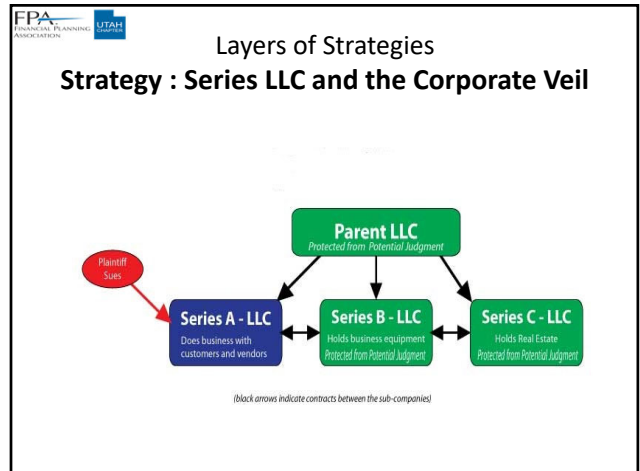 FPA.
FINANCIAL PLANNING
ASSOCIATION
UTAH
CHAPTER
Layers of Strategies
Strategy : Series LLC and the Corporate Veil
Parent LLC
Protected from Potential Judgment
Plaintiff
Sues
Series A - LLC
Does business with
customers and vendors
Series B - LLC
Holds business equipment
Protected from Potential Judgment
Series C - LLC
Holds Real Estate
Protected from Potential Judgment
(black arrows indicate contracts between the sub-companies)